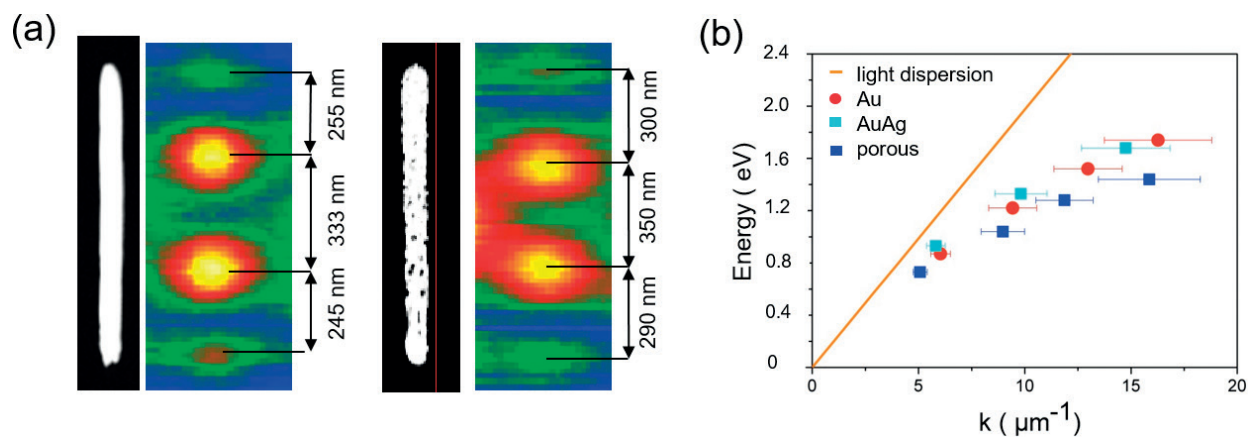 (a)
255 nm
333 nm
245 nm
300 nm
350 nm
290 nm
(b)
2.4
2.0
1.6
1.2
0.8
0.4
0
Energy ( eV)
light dispersion
Au
AuAg
porous
0
5
10
15
20
k ( µm⁻¹)